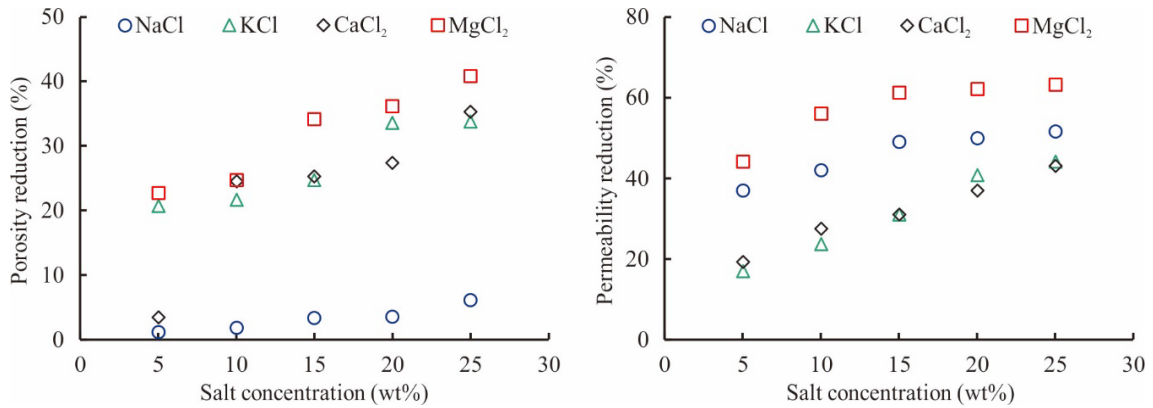 NaCl KCl CaCl₂ MgCl₂
Porosity reduction (%)
50
40
30
20
10
0
0 5 10 15 20 25 30
Salt concentration (wt%)
NaCl KCl CaCl₂ MgCl₂
Permeability reduction (%)
80
60
40
20
0
0 5 10 15 20 25 30
Salt concentration (wt%)